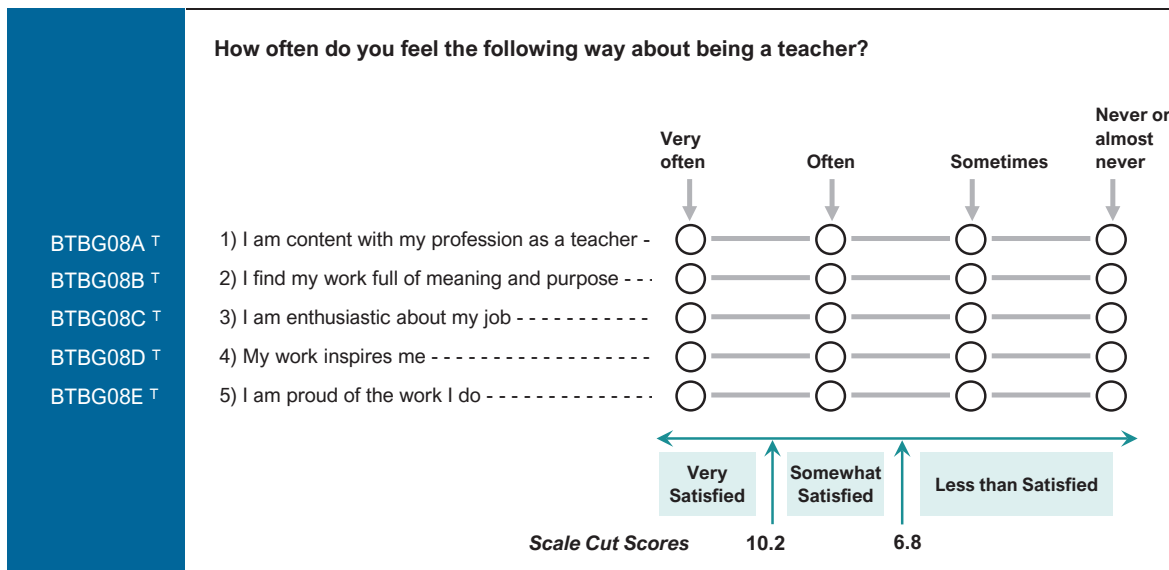 How often do you feel the following way about being a teacher?
Very often
Often
Sometimes
Never or almost never
BTBG08A ᵀ 1) I am content with my profession as a teacher -
BTBG08B ᵀ 2) I find my work full of meaning and purpose - - -
BTBG08C ᵀ 3) I am enthusiastic about my job - - - - - - - - - - -
BTBG08D ᵀ 4) My work inspires me - - - - - - - - - - - - - - - - - -
BTBG08E ᵀ 5) I am proud of the work I do - - - - - - - - - - - - - -
Very Satisfied
Somewhat Satisfied
Less than Satisfied
Scale Cut Scores 10.2 6.8